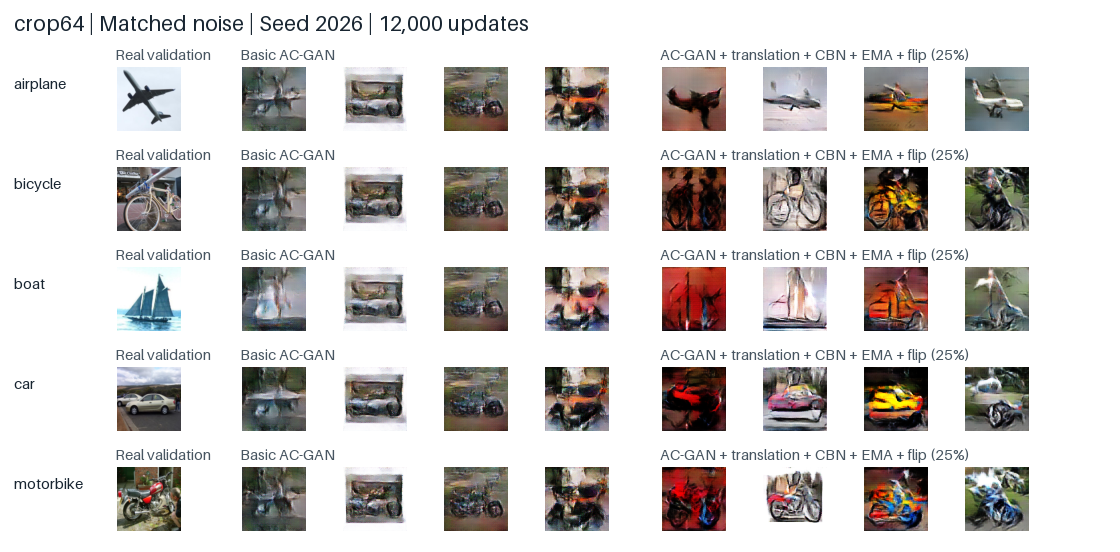 crop64 | Matched noise | Seed 2026 | 12,000 updates
Real validation Basic AC-GAN AC-GAN + translation + CBN + EMA + flip (25%)
airplane
Real validation Basic AC-GAN AC-GAN + translation + CBN + EMA + flip (25%)
bicycle
Real validation Basic AC-GAN AC-GAN + translation + CBN + EMA + flip (25%)
boat
Real validation Basic AC-GAN AC-GAN + translation + CBN + EMA + flip (25%)
car
Real validation Basic AC-GAN AC-GAN + translation + CBN + EMA + flip (25%)
motorbike